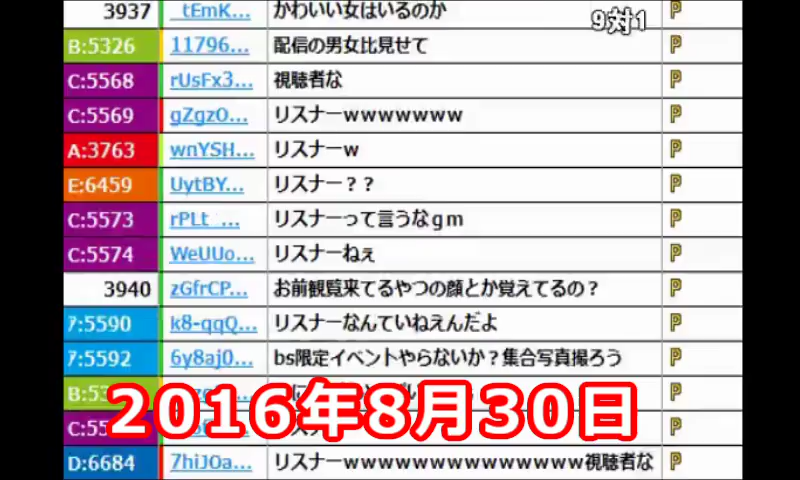 3937 _tEmK... かわいい女はいるのか P
9対1
B:5326 11796... 配信の男女比見せて P
C:5568 rUsFx3... 視聴者な P
C:5569 gZgzO... リスナーwwwwwww P
A:3763 wnYSH... リスナーw P
E:6459 UytBY... リスナー？？ P
C:5573 rPLt ... リスナーって言うなgm P
C:5574 WeUUo... リスナーねぇ P
3940 zGfrCP... お前観覧来てるやつの顔とか覚えてるの？ P
7:5590 k8-qqQ... リスナーなんていねえんだよ P
7:5592 6y8aj0... bs限定イベントやらないか？集合写真撮ろう P
P
P
2016年8月30日
D:6684 7hiJOa... リスナーwwwwwwwwwwwwwww視聴者な P